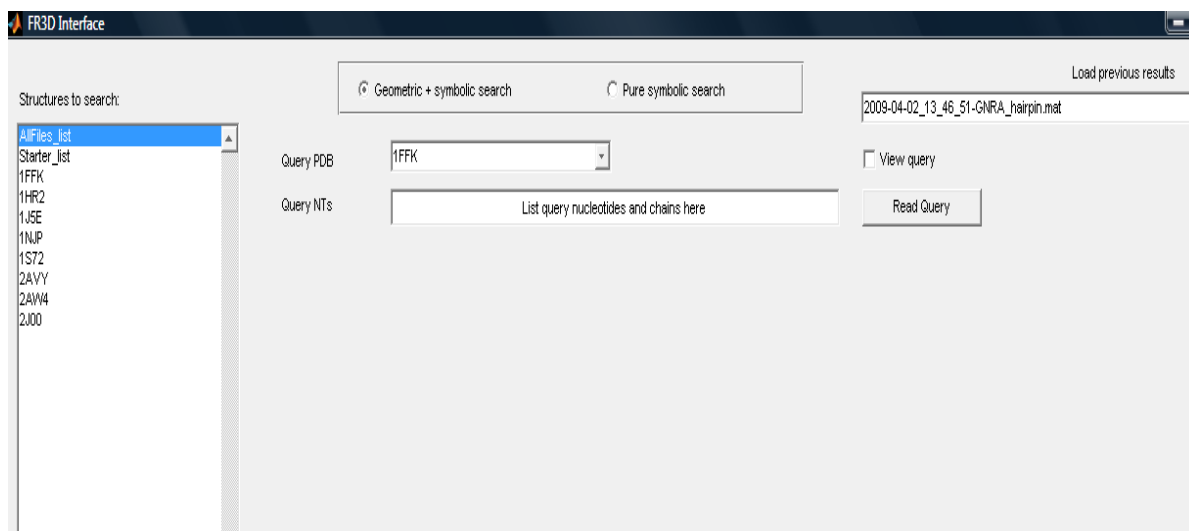 FR3D Interface
Load previous results
Geometric + symbolic search Pure symbolic search
Structures to search:
2009-04-02_13_46_51-GNRA_hairpin.mat
AllFiles_list
Starter_list
1FFK
1HR2
1J5E
1NJP
1S72
2AVY
2AW4
2J00
Query PDB 1FFK
View query
Query NTs List query nucleotides and chains here
Read Query